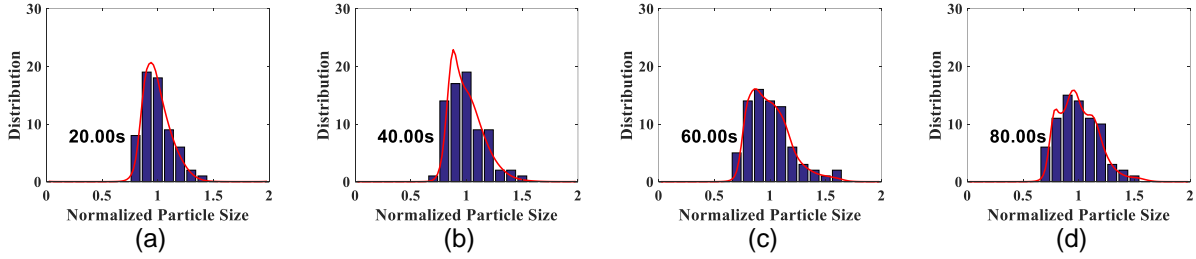 30
20
10
0
Distribution
20.00s
0 0.5 1 1.5 2
Normalized Particle Size
(a)
30
20
10
0
Distribution
40.00s
0 0.5 1 1.5 2
Normalized Particle Size
(b)
30
20
10
0
Distribution
60.00s
0 0.5 1 1.5 2
Normalized Particle Size
(c)
30
20
10
0
Distribution
80.00s
0 0.5 1 1.5 2
Normalized Particle Size
(d)